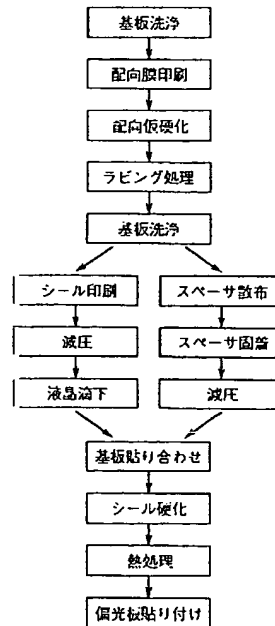 基板洗浄
配向膜印刷
配向仮硬化
ラビング処理
基板洗浄
シール印刷
スペーサ散布
減圧
スペーサ固着
液晶滴下
減圧
基板貼り合わせ
シール硬化
熱処理
偏光板貼り付け